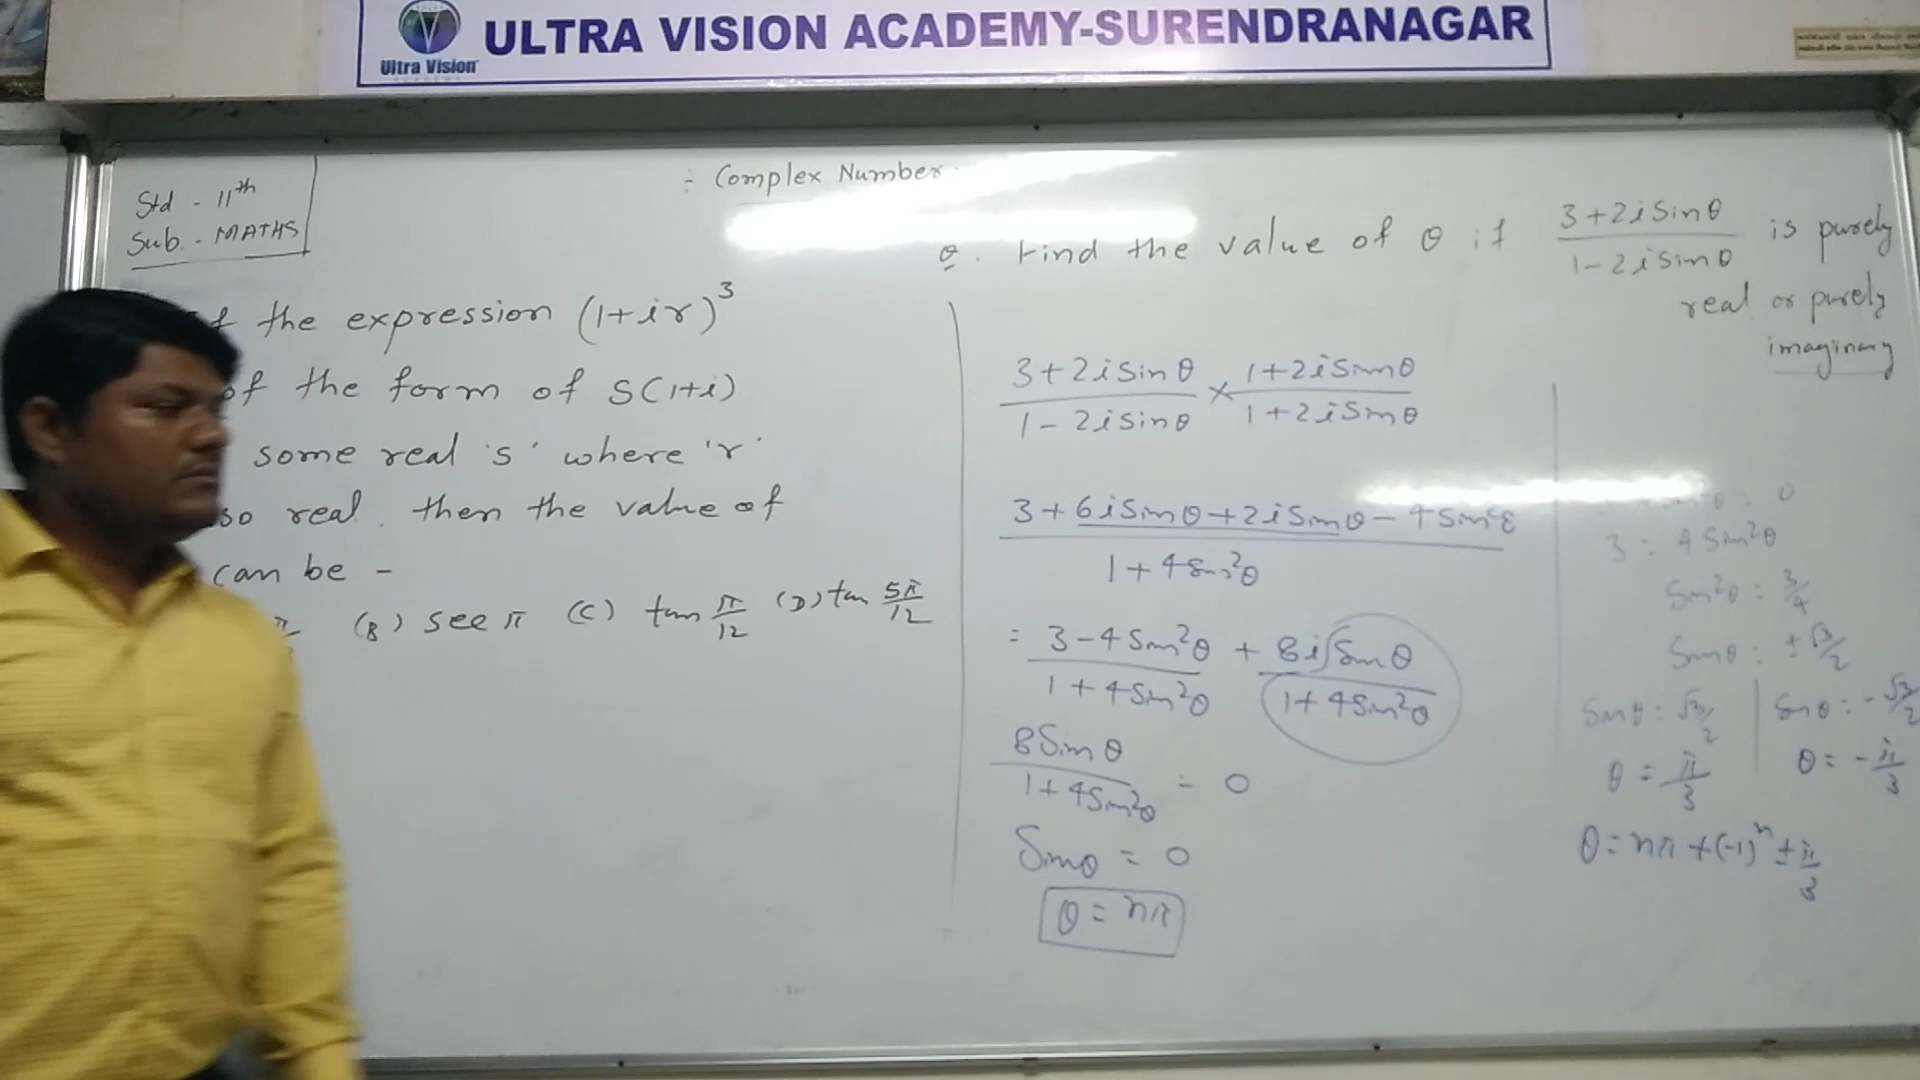 Ultra Vision
ULTRA VISION ACADEMY-SURENDRANAGAR
Std - 11th
Sub. - MATHS
:- Complex Number
f the expression (1+ir)³
of the form of S(1+i)
some real 's' where 'r'
so real. then the value of
can be -
(B) sec π (C) tan π/12 (D) tan 5π/12
Q. Find the value of θ if (3+2i Sinθ)/(1-2i Sinθ) is purely
real or purely
imaginary
(3+2i Sinθ)/(1-2i Sinθ) × (1+2i Sinθ)/(1+2i Sinθ)
(3+6i Sinθ+2i Sinθ-4 Sin²θ)/(1+4 Sin²θ)
= (3-4 Sin²θ)/(1+4 Sin²θ) + (8i Sinθ)/(1+4 Sin²θ)
(8 Sinθ)/(1+4 Sin²θ) = 0
Sinθ = 0
θ = nπ
3 = 4 Sin²θ
Sin²θ = 3/4
Sinθ = ±√3/2
Sinθ = √3/2 | Sinθ = -√3/2
θ = π/3 θ = -π/3
θ = nπ + (-1)ⁿ ± π/3